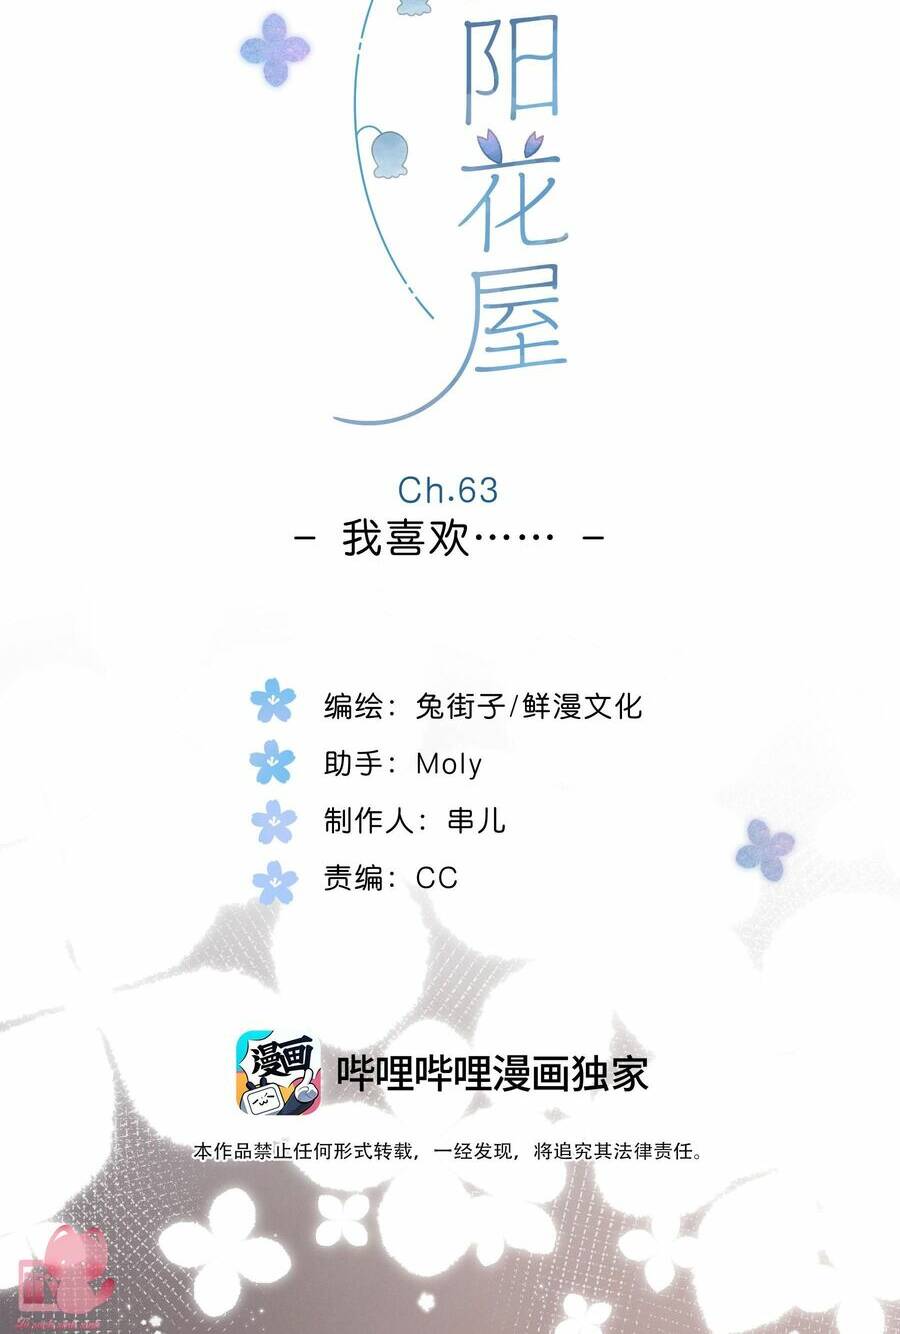 阳花屋
Ch.63
- 我喜欢…… -
编绘：兔街子/鲜漫文化
助手：Moly
制作人：串儿
责编：CC
漫画
哔哩哔哩漫画独家
本作品禁止任何形式转载，一经发现，将追究其法律责任。